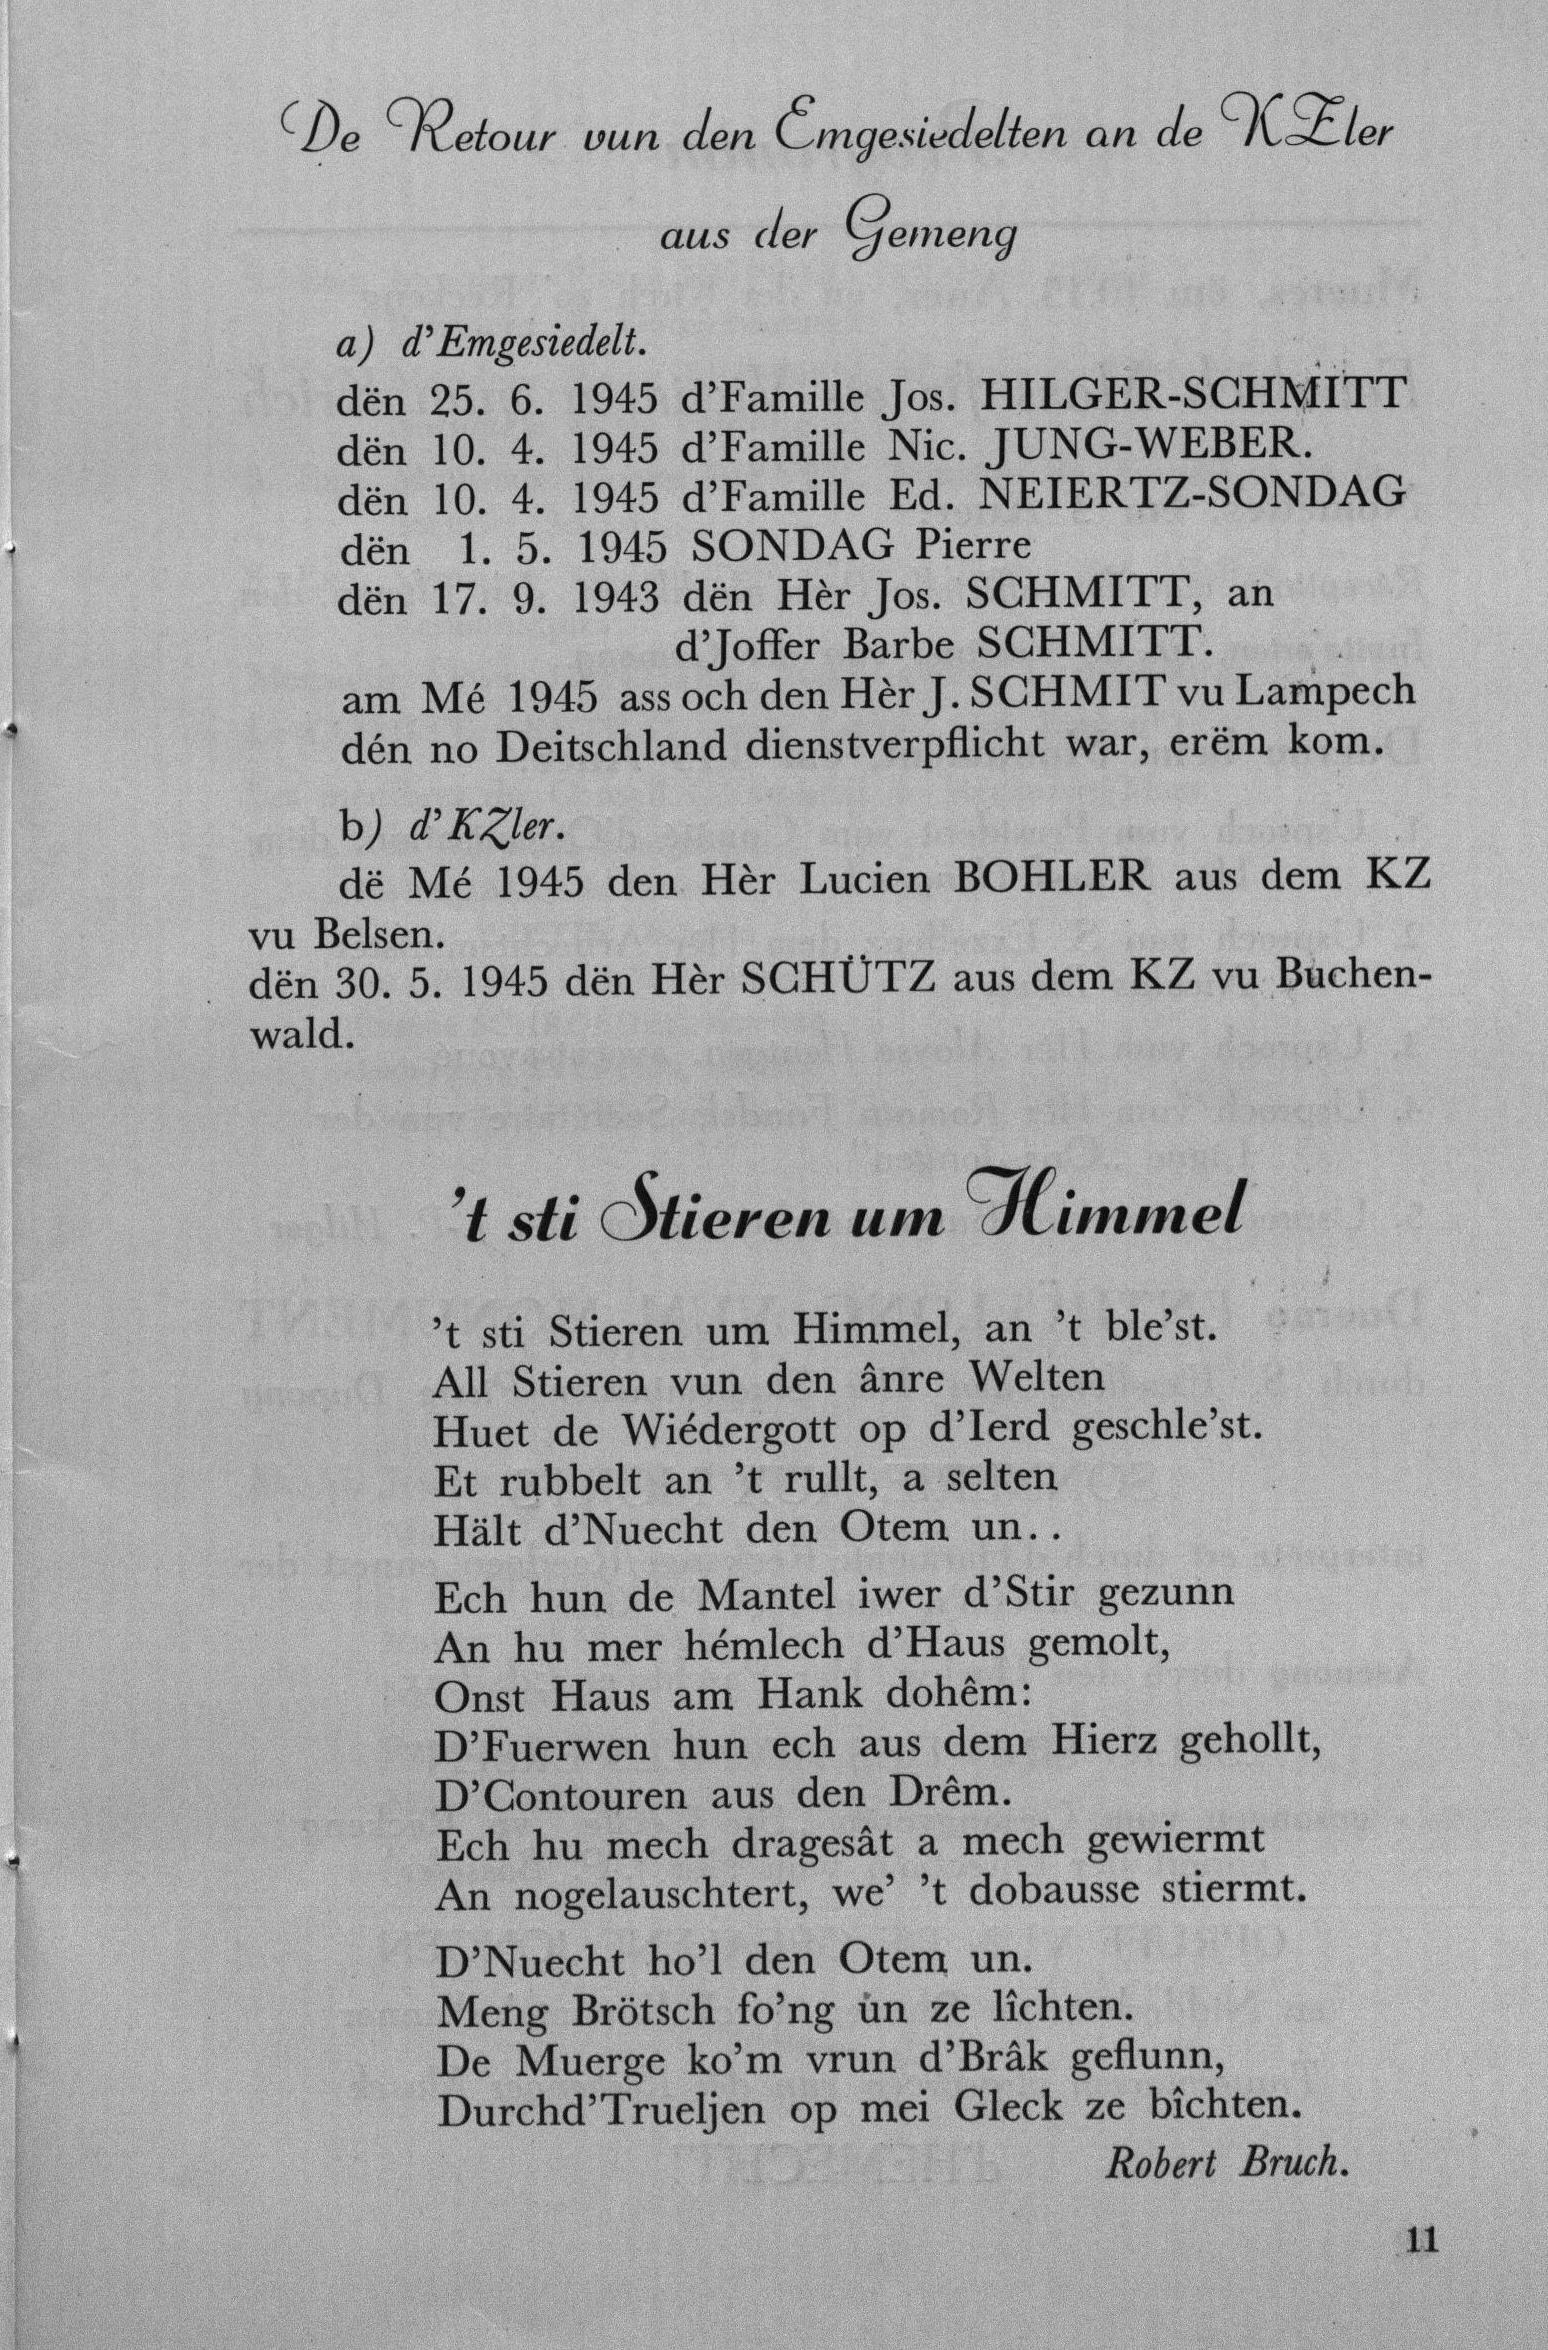 De Retour vun den Emgesiedelten an de KZler
aus der Gemeng
a) d'Emgesiedelt.
dën 25. 6. 1945 d'Famille Jos. HILGER-SCHMITT
dën 10. 4. 1945 d'Famille Nic. JUNG-WEBER.
dën 10. 4. 1945 d'Famille Ed. NEIERTZ-SONDAG
dën 1. 5. 1945 SONDAG Pierre
dën 17. 9. 1943 dën Hèr Jos. SCHMITT, an
d'Joffer Barbe SCHMITT.
am Mé 1945 ass och den Hèr J. SCHMIT vu Lampech
dén no Deitschland dienstverpflicht war, erëm kom.
b) d'KZler.
dë Mé 1945 den Hèr Lucien BOHLER aus dem KZ
vu Belsen.
dën 30. 5. 1945 dën Hèr SCHÜTZ aus dem KZ vu Buchen-
wald.
't sti Stieren um Himmel
't sti Stieren um Himmel, an 't ble'st.
All Stieren vun den ânre Welten
Huet de Wiédergott op d'Ierd geschle'st.
Et rubbelt an 't rullt, a selten
Hält d'Nuecht den Otem un..
Ech hun de Mantel iwer d'Stir gezunn
An hu mer hémlech d'Haus gemolt,
Onst Haus am Hank dohêm:
D'Fuerwen hun ech aus dem Hierz gehollt,
D'Contouren aus den Drêm.
Ech hu mech dragesât a mech gewiermt
An nogelauschtert, we' 't dobausse stiermt.
D'Nuecht ho'l den Otem un.
Meng Brötsch fo'ng un ze lîchten.
De Muerge ko'm vrun d'Brâk geflunn,
Durchd'Trueljen op mei Gleck ze bîchten.
Robert Bruch.
11